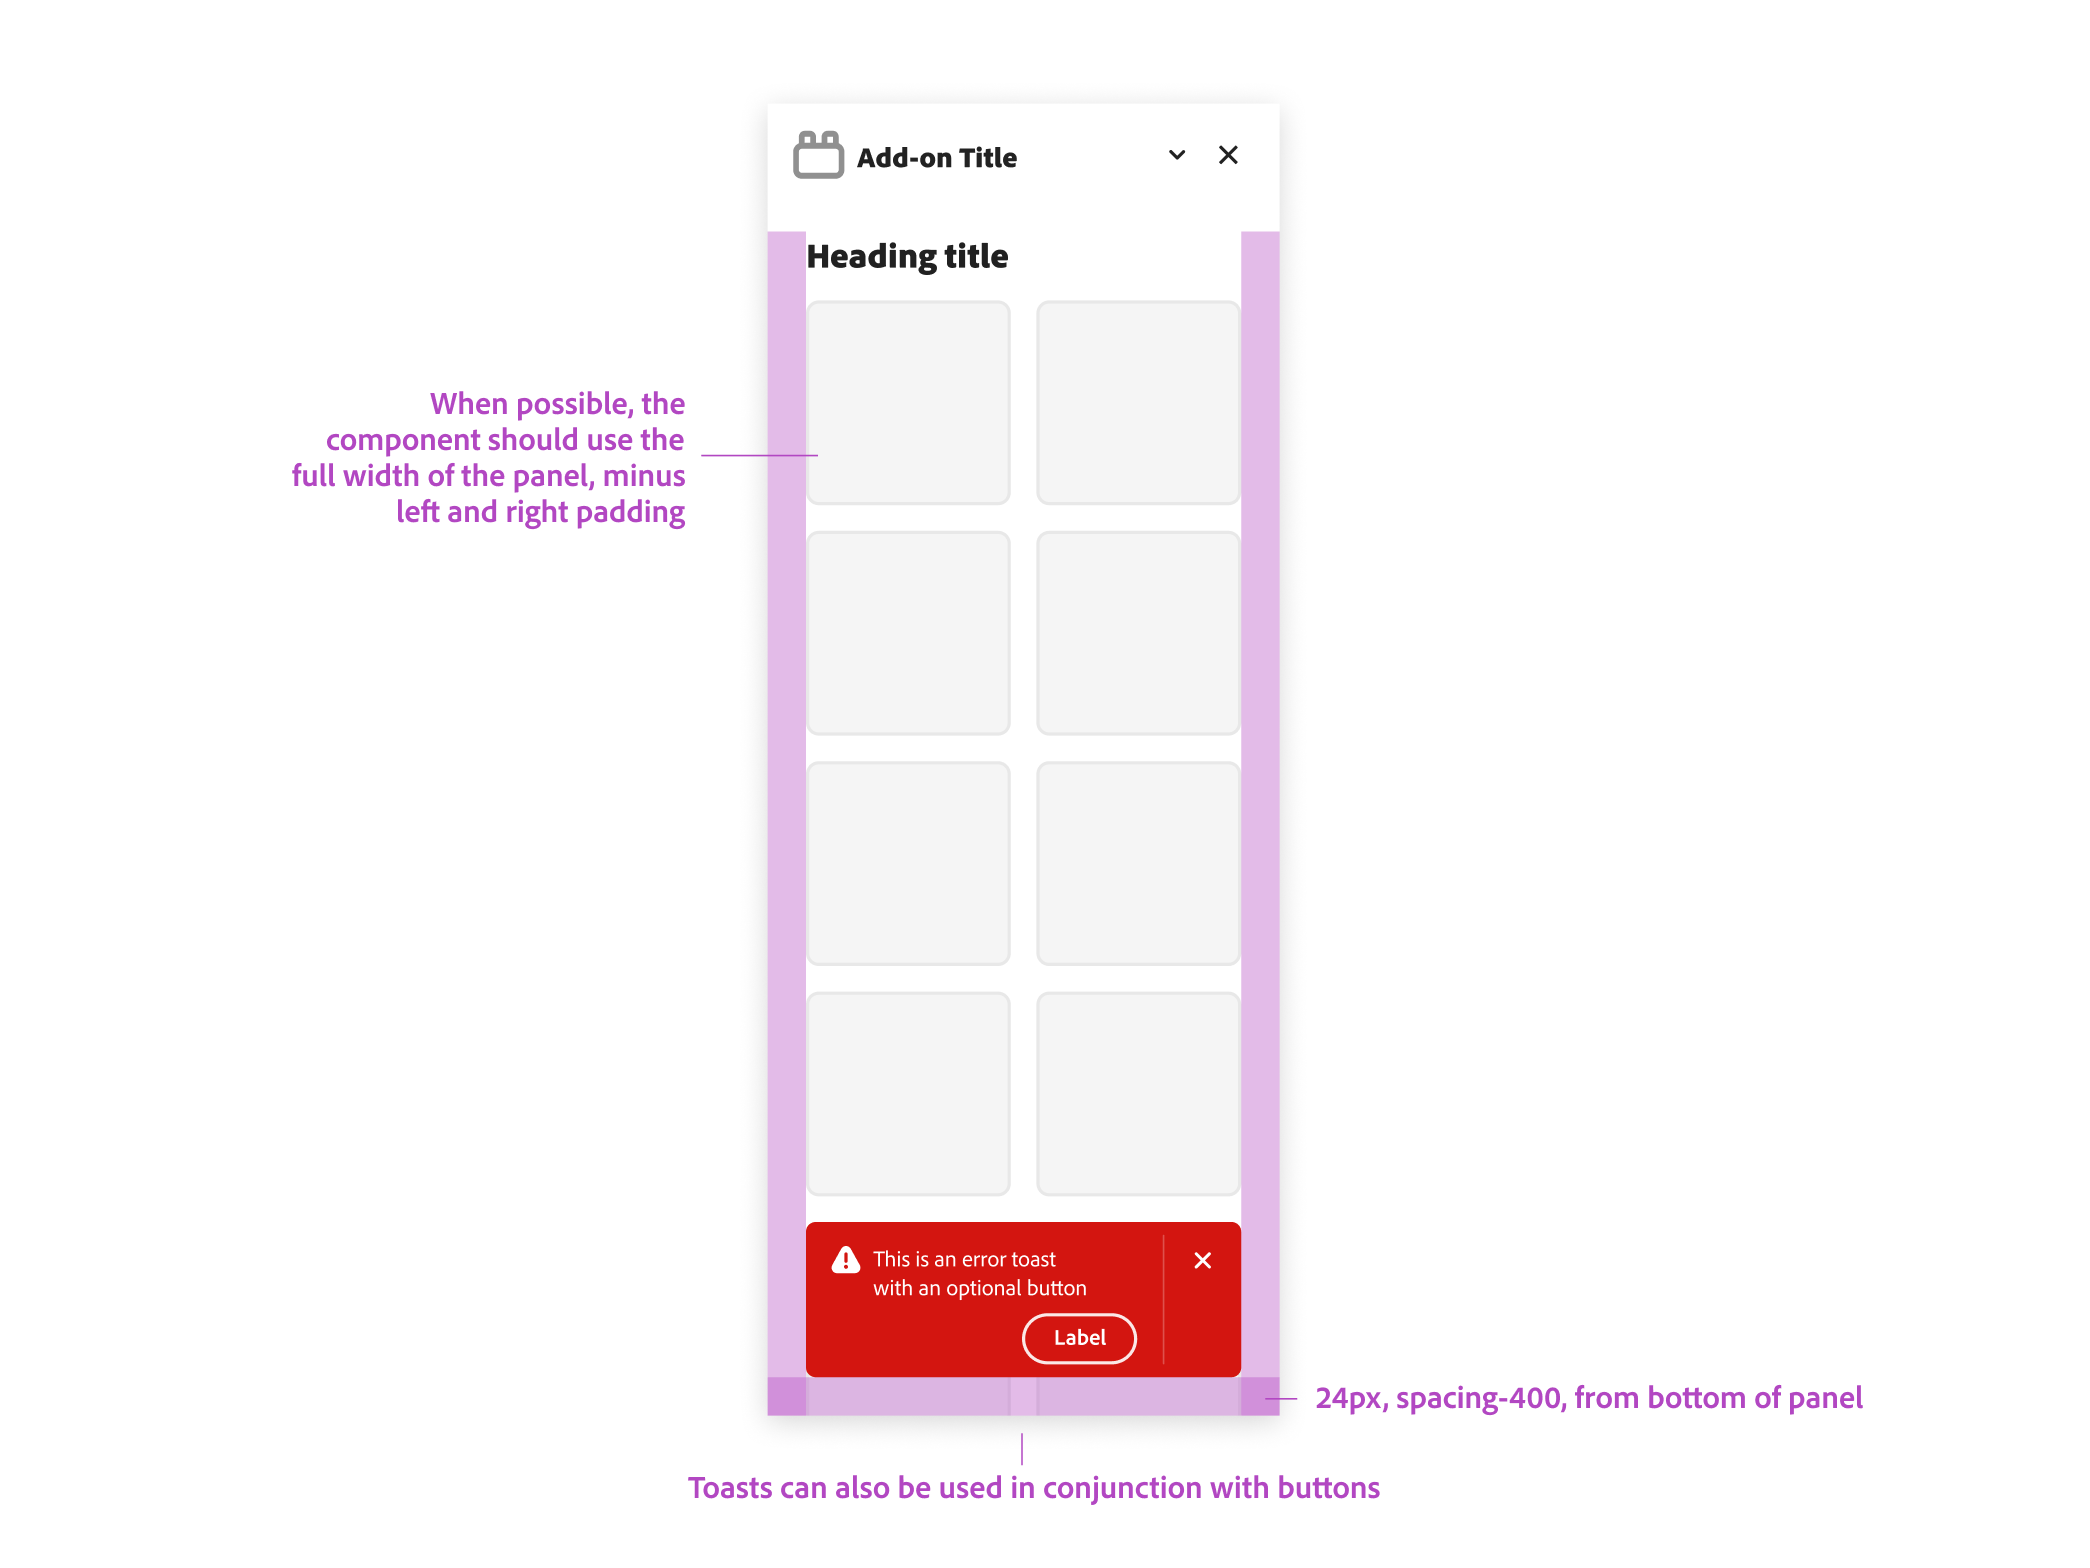 Add-on Title
Heading title
When possible, the
component should use the
full width of the panel, minus
left and right padding
This is an error toast
with an optional button
Label
24px, spacing-400, from bottom of panel
Toasts can also be used in conjunction with buttons